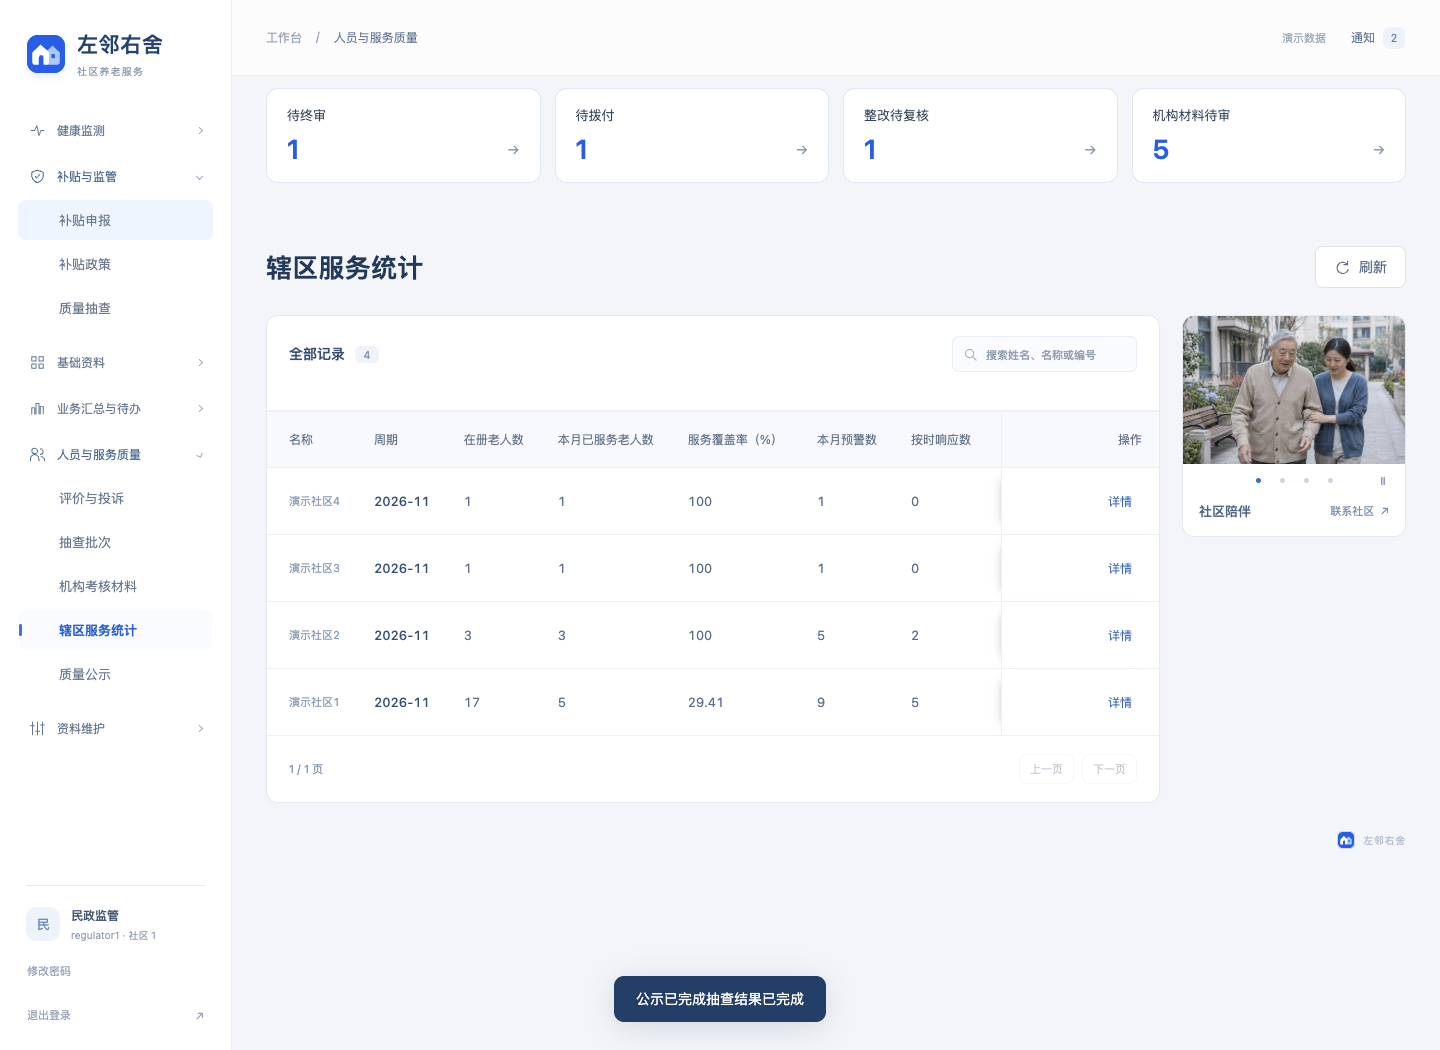 左邻右舍
社区养老服务
健康监测
补贴与监管
补贴申报
补贴政策
质量抽查
基础资料
业务汇总与待办
人员与服务质量
评价与投诉
抽查批次
机构考核材料
辖区服务统计
质量公示
资料维护
民
民政监管
regulator1 · 社区 1
修改密码
退出登录
工作台 / 人员与服务质量
演示数据 通知 2
待终审
1
待拨付
1
整改待复核
1
机构材料待审
5
辖区服务统计
刷新
全部记录 4
搜索姓名、名称或编号
名称 周期 在册老人数 本月已服务老人数 服务覆盖率（%） 本月预警数 按时响应数 操作
演示社区4 2026-11 1 1 100 1 0 详情
演示社区3 2026-11 1 1 100 1 0 详情
演示社区2 2026-11 3 3 100 5 2 详情
演示社区1 2026-11 17 5 29.41 9 5 详情
1 / 1 页
上一页 下一页
社区陪伴 联系社区
左邻右舍
公示已完成抽查结果已完成